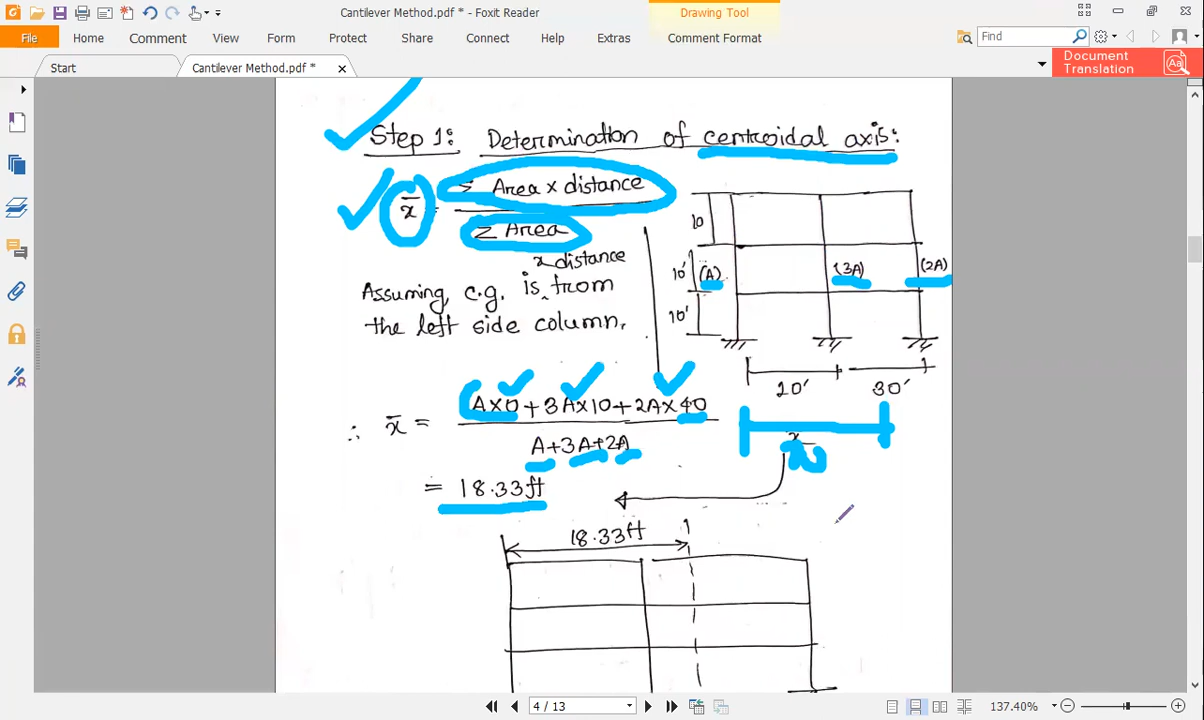 Cantilever Method.pdf * - Foxit Reader
Drawing Tool
File Home Comment View Form Protect Share Connect Help Extras Comment Format
Find
Start
Cantilever Method.pdf *
Document Translation
Step 1: Determination of centroidal axis:
x̄ = Σ Area x distance
Σ Area
x distance
Assuming c.g. is from
the left side column.
10
10'
10'
(A)
(3A)
(2A)
20'
30'
∴ x̄ = A×0 + 3A×10 + 2A× 40
A+3A+2A
= 18.33ft
18.33ft
4 / 13
137.40%